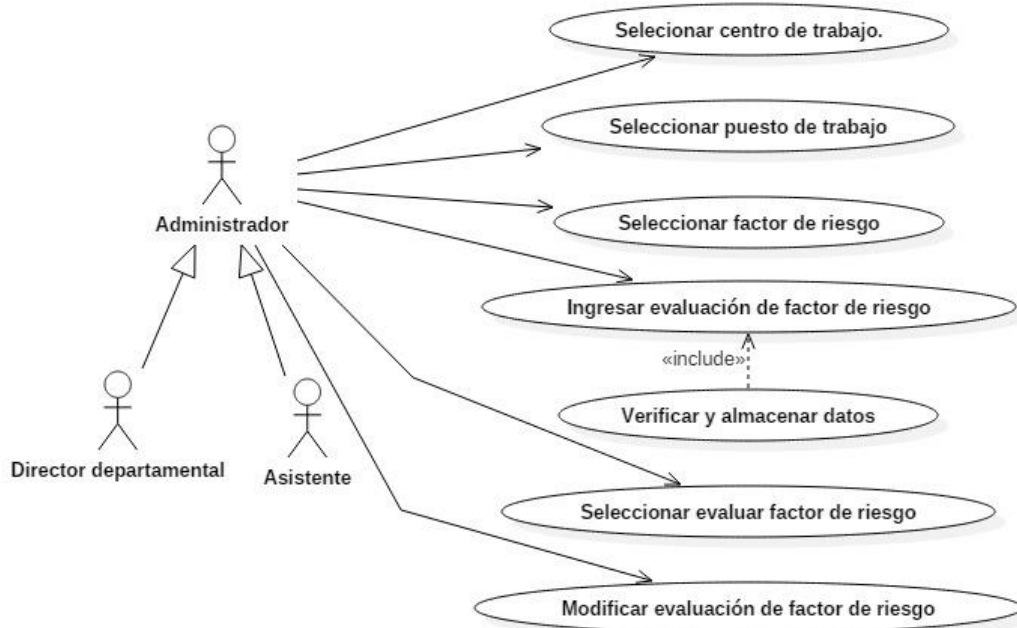 Selecionar centro de trabajo.
Seleccionar puesto de trabajo
Administrador
Seleccionar factor de riesgo
Ingresar evaluación de factor de riesgo
«include»
Verificar y almacenar datos
Director departamental
Asistente
Seleccionar evaluar factor de riesgo
Modificar evaluación de factor de riesgo